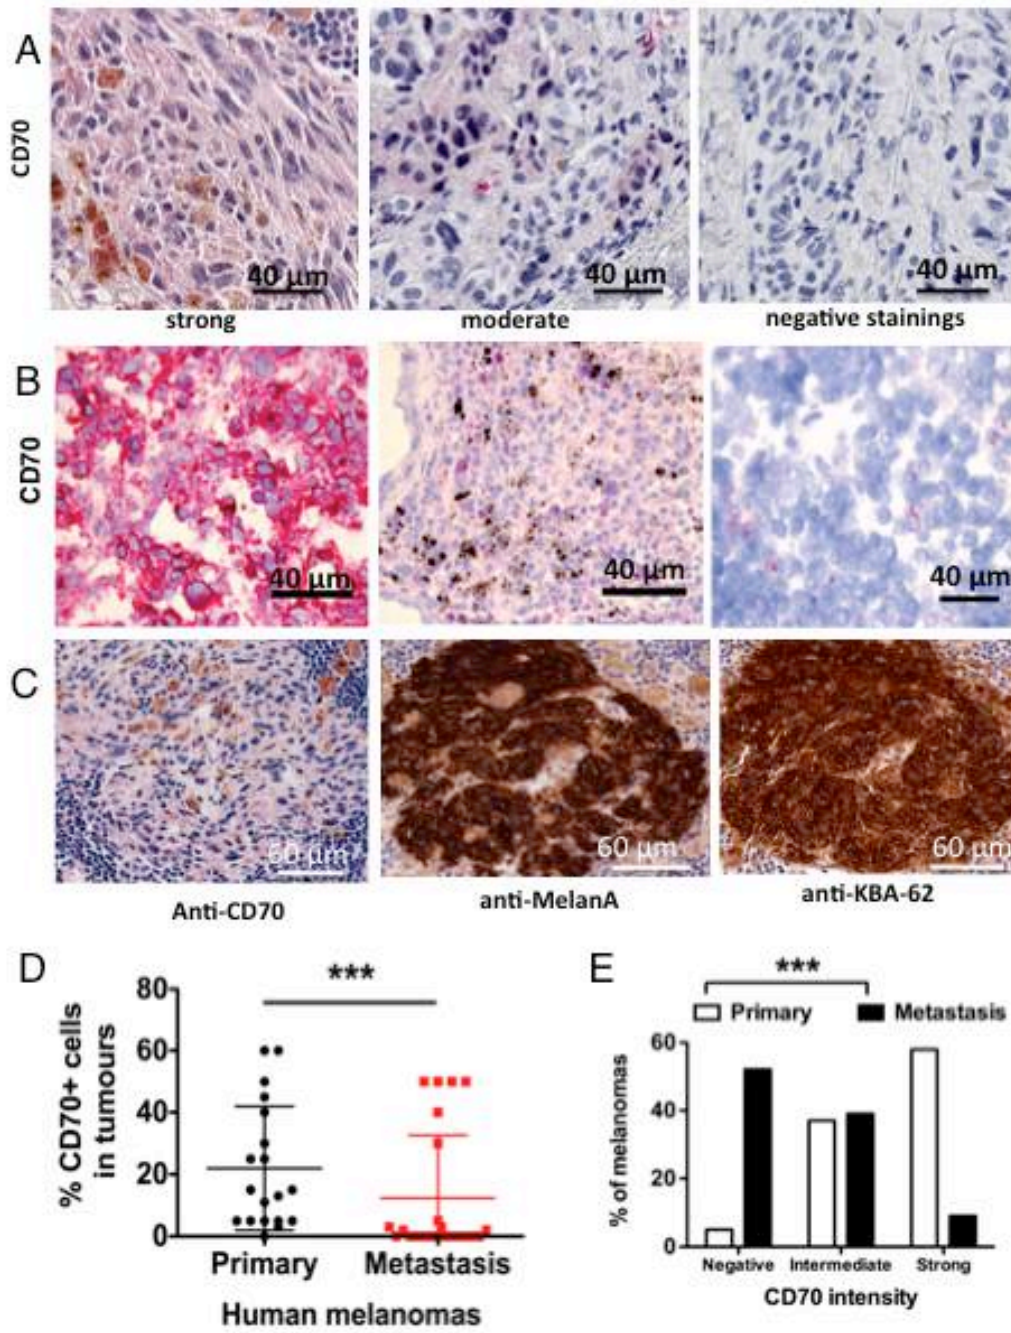 A
CD70
40 µm
40 µm
40 µm
strong
moderate
negative stainings
B
CD70
40 µm
40 µm
40 µm
C
60 µm
60 µm
60 µm
Anti-CD70
anti-MelanA
anti-KBA-62
D
***
% CD70+ cells
in tumours
80
60
40
20
0
Primary
Metastasis
Human melanomas
E
***
Primary
Metastasis
% of melanomas
60
40
20
0
Negative
Intermediate
Strong
CD70 intensity